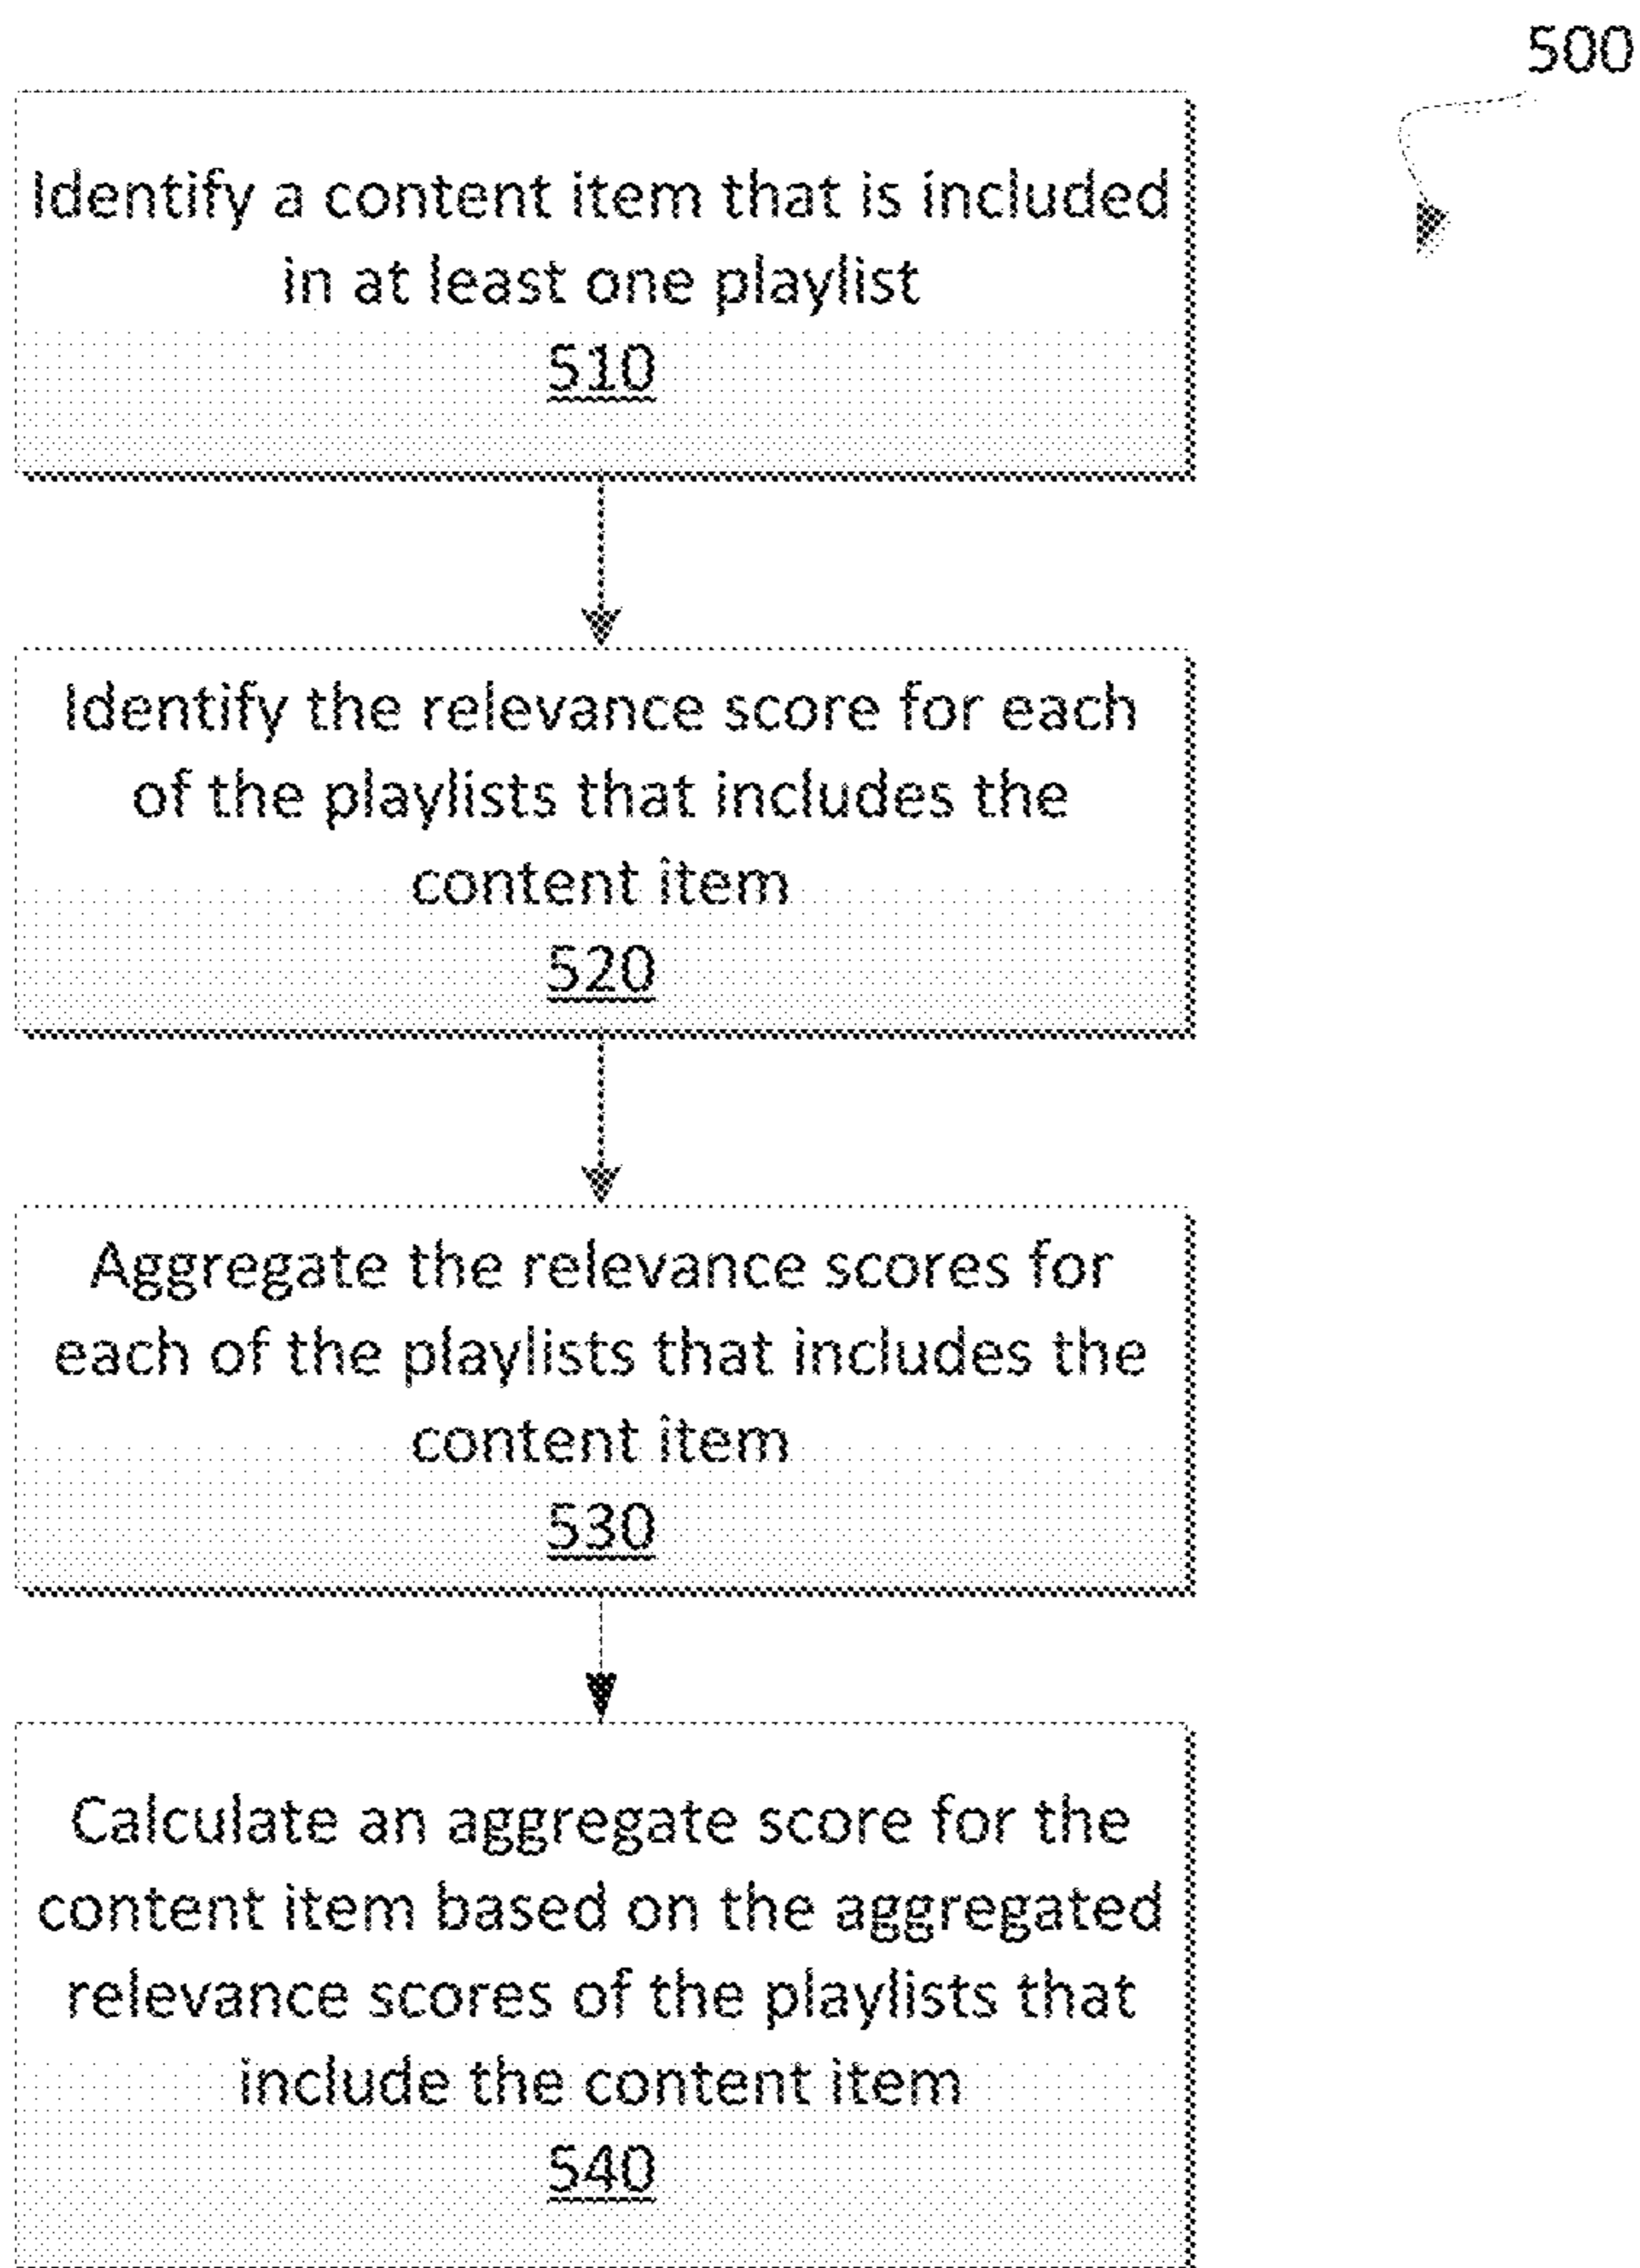 500
Identify a content item that is included
in at least one playlist
510
Identify the relevance score for each
of the playlists that includes the
content item
520
Aggregate the relevance scores for
each of the playlists that includes the
content item
530
Calculate an aggregate score for the
content item based on the aggregated
relevance scores of the playlists that
include the content item
540